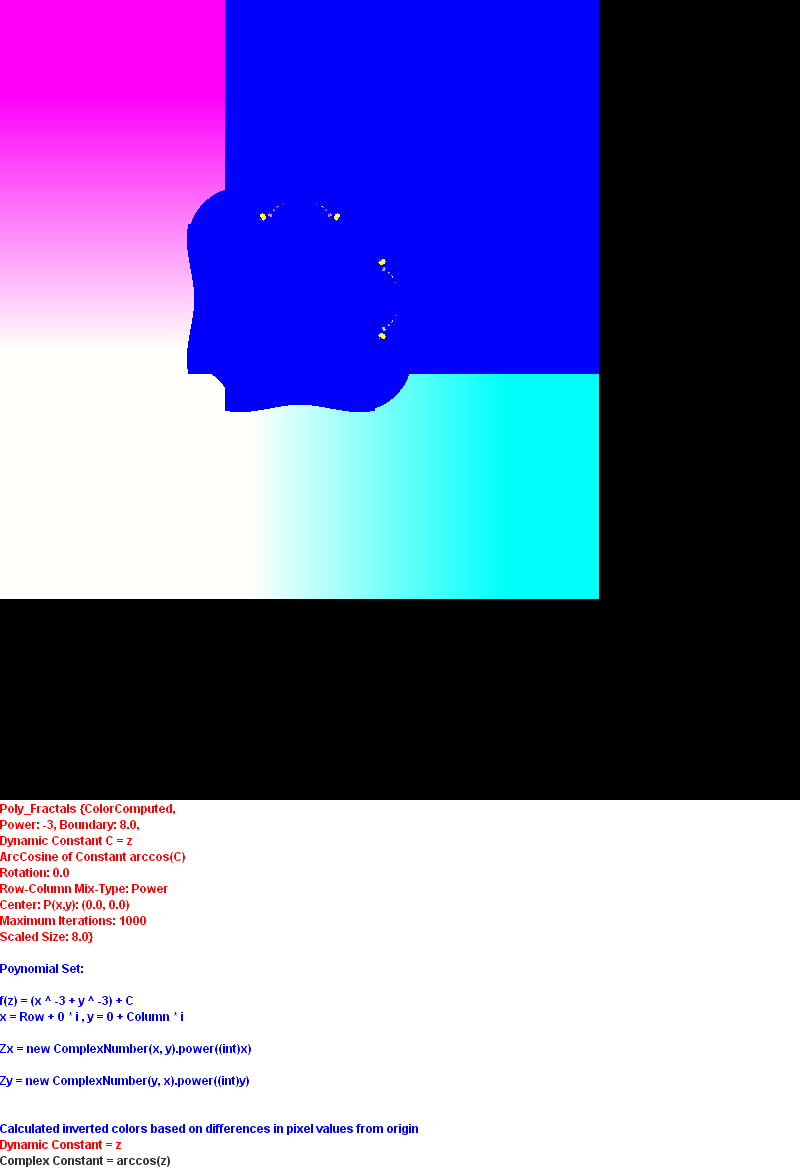 Poly_Fractals {ColorComputed,
Power: -3, Boundary: 8.0,
Dynamic Constant C = z
ArcCosine of Constant arccos(C)
Rotation: 0.0
Row-Column Mix-Type: Power
Center: P(x,y): (0.0, 0.0)
Maximum Iterations: 1000
Scaled Size: 8.0}
Poynomial Set:
f(z) = (x ^ -3 + y ^ -3) + C
x = Row + 0 * i , y = 0 + Column * i
Zx = new ComplexNumber(x, y).power((int)x)
Zy = new ComplexNumber(y, x).power((int)y)
Calculated inverted colors based on differences in pixel values from origin
Dynamic Constant = z
Complex Constant = arccos(z)